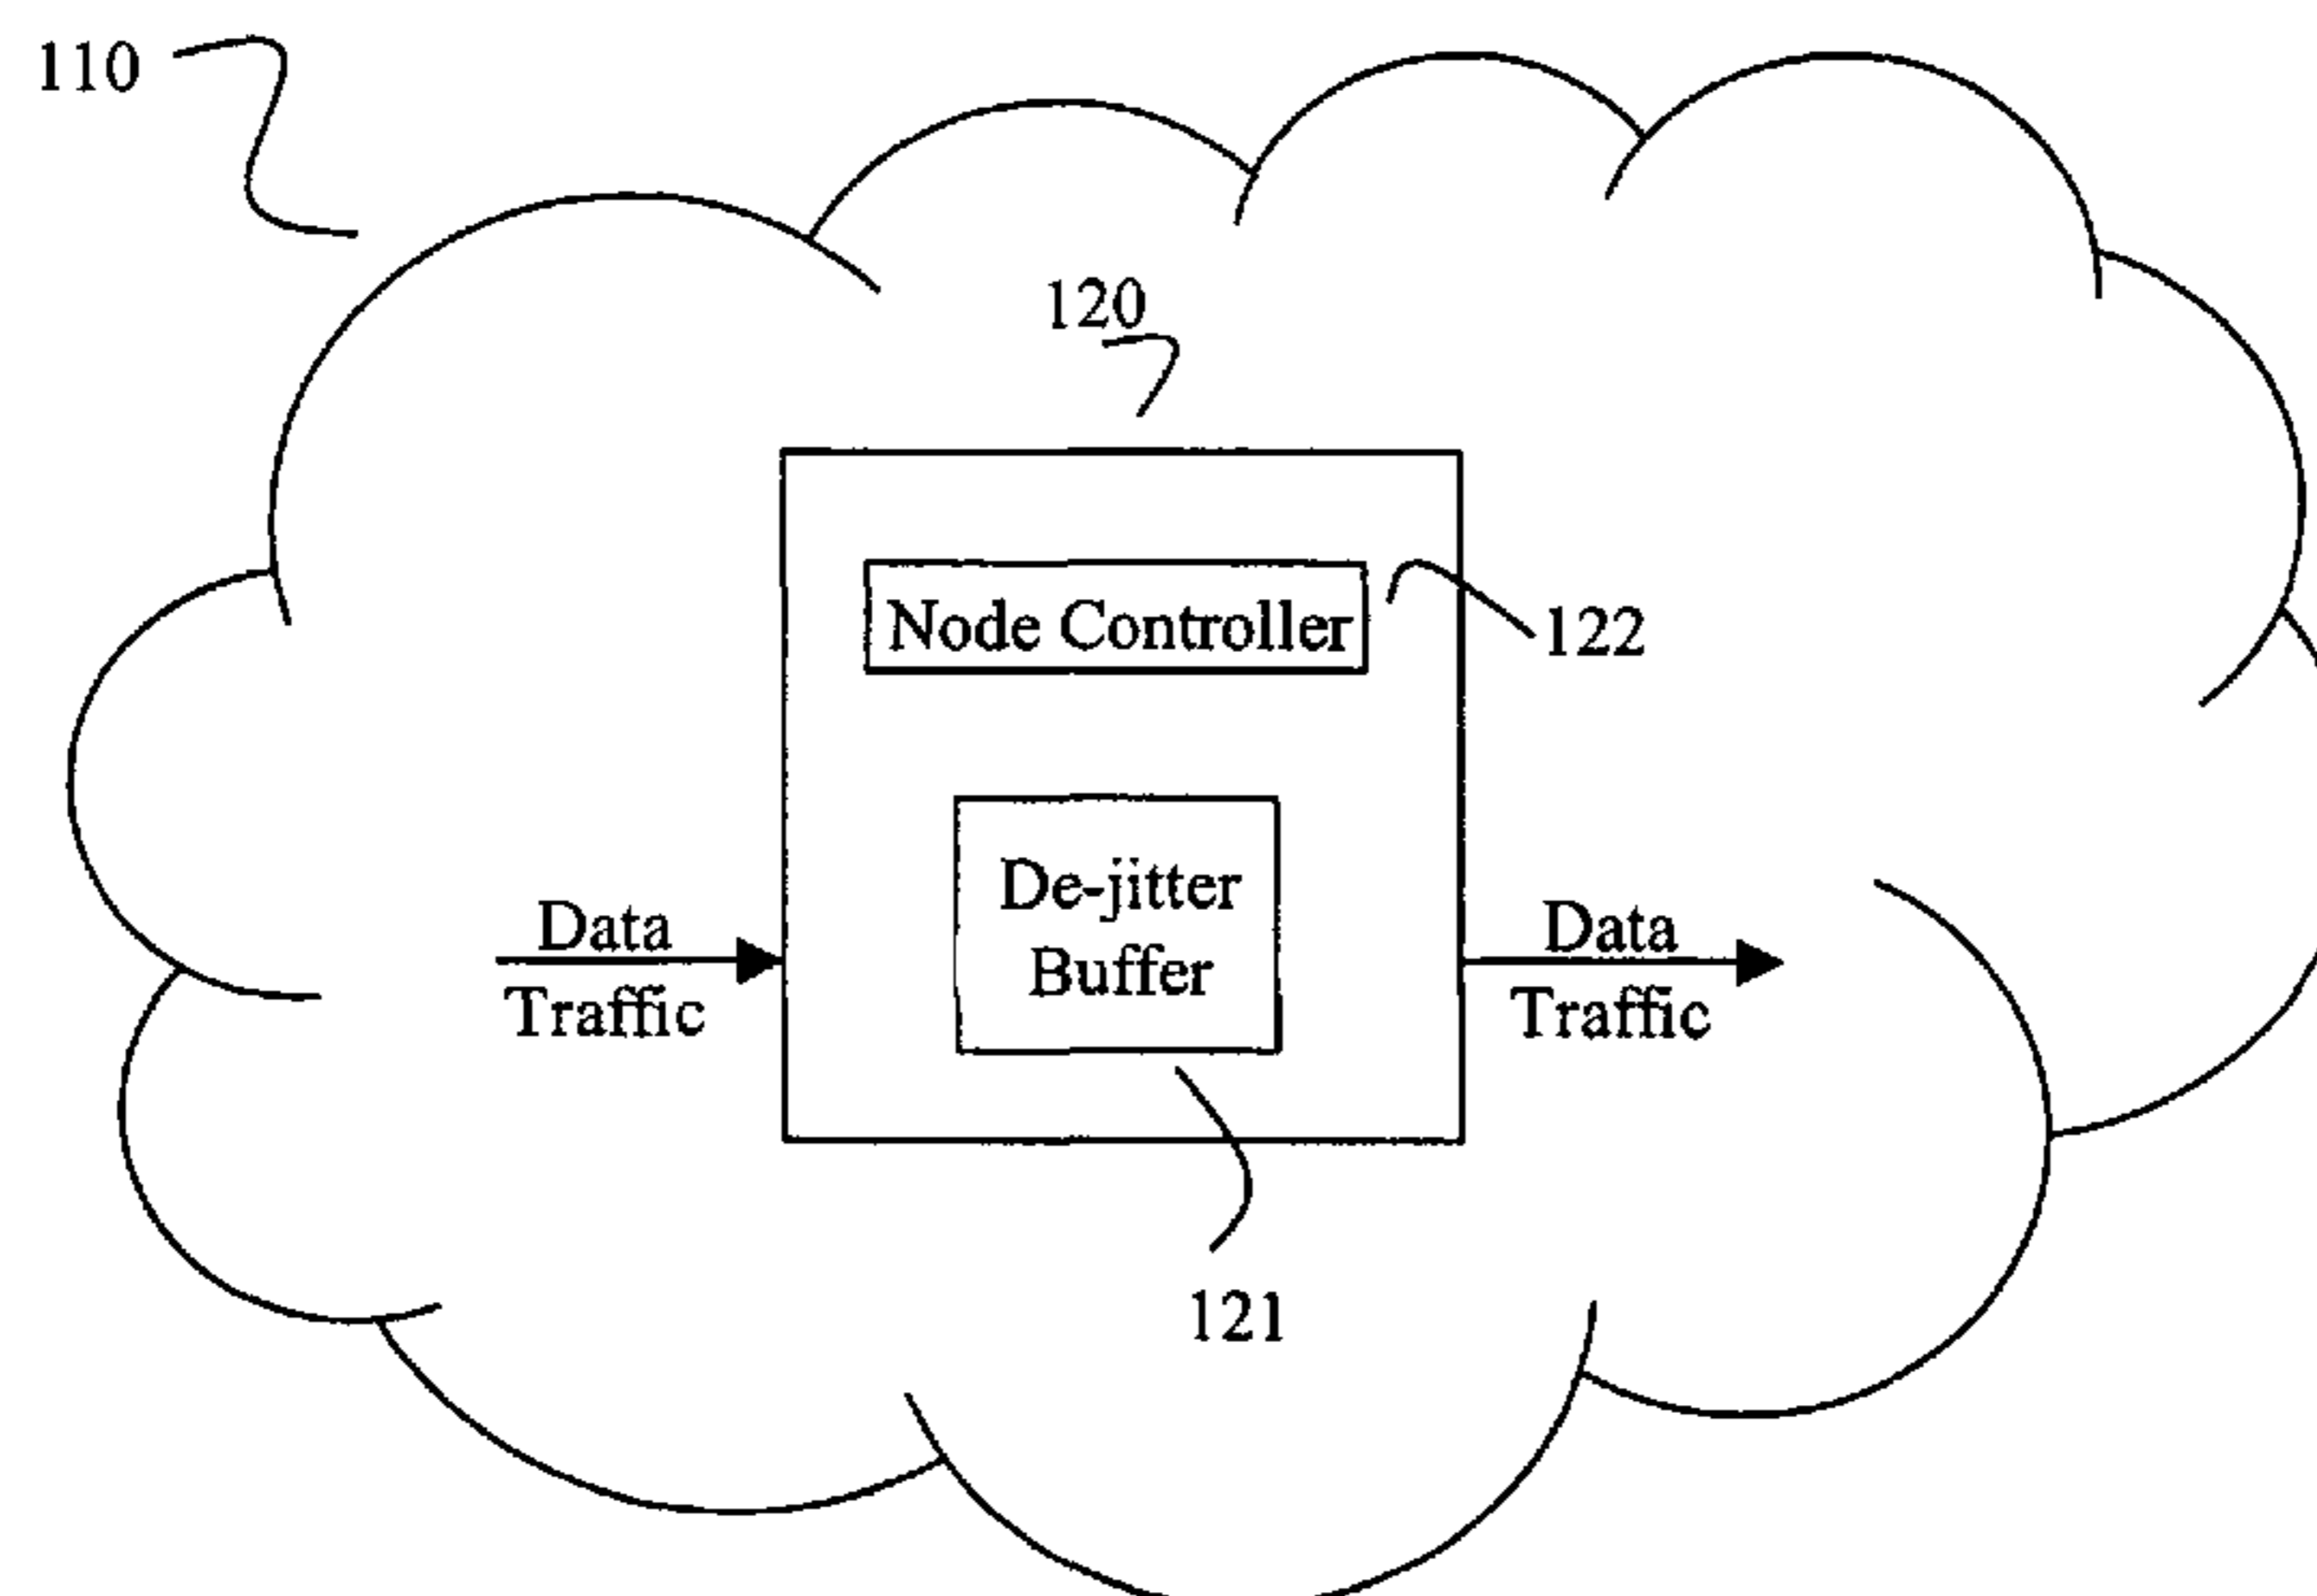 110
120
Node Controller
122
De-jitter
Buffer
Data
Traffic
Data
Traffic
121